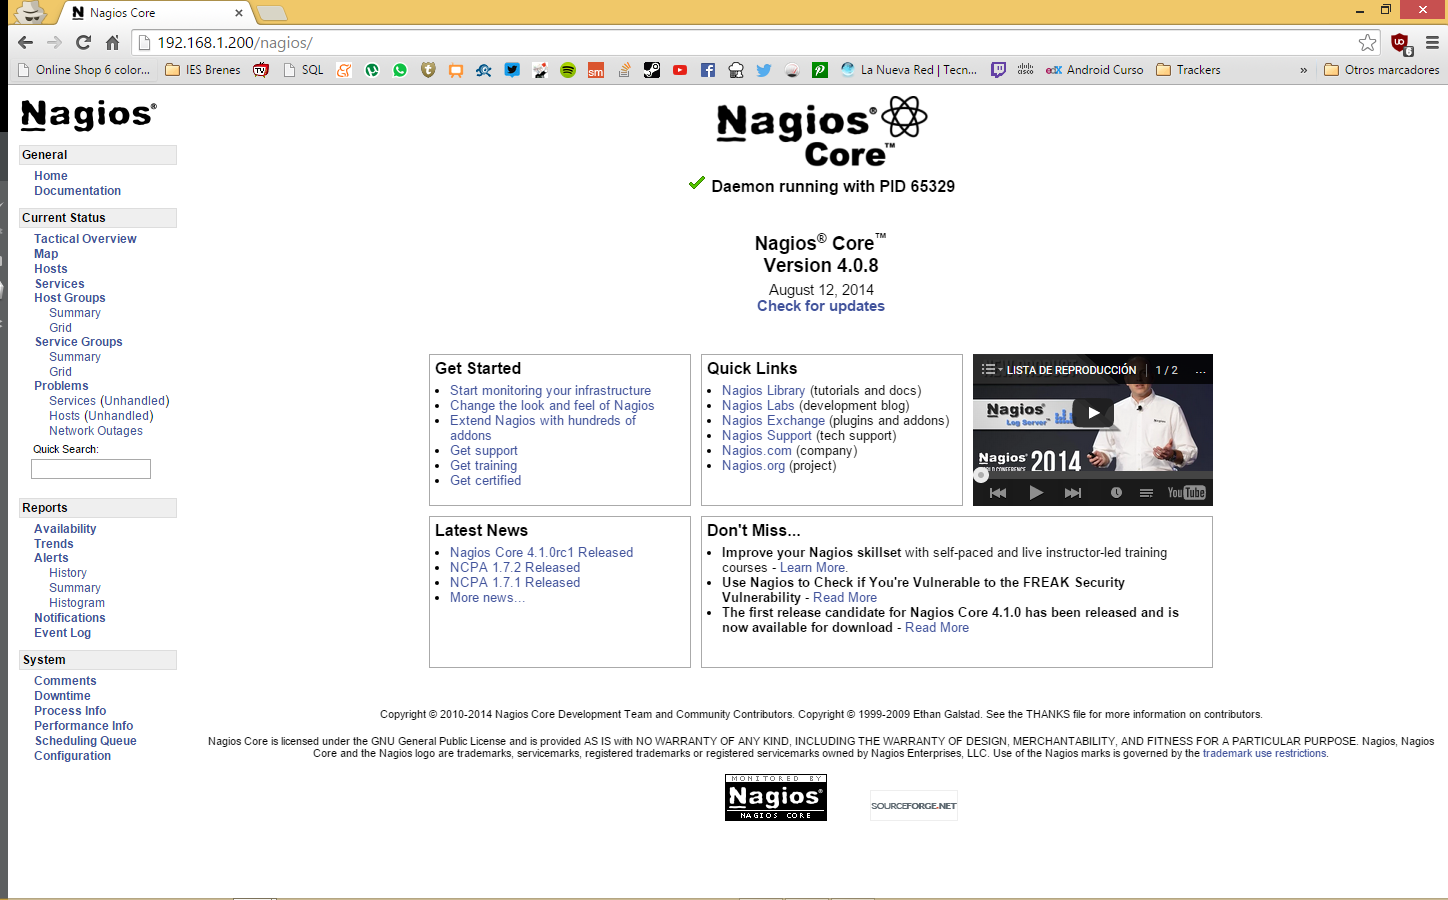 Nagios Core
192.168.1.200/nagios/
Online Shop 6 color...
IES Brenes
SQL
La Nueva Red | Tecn...
Android Curso
Trackers
»
Otros marcadores
Nagios®
General
Home
Documentation
Current Status
Tactical Overview
Map
Hosts
Services
Host Groups
Summary
Grid
Service Groups
Summary
Grid
Problems
Services (Unhandled)
Hosts (Unhandled)
Network Outages
Quick Search:
Reports
Availability
Trends
Alerts
History
Summary
Histogram
Notifications
Event Log
System
Comments
Downtime
Process Info
Performance Info
Scheduling Queue
Configuration
Nagios®
Core™
Daemon running with PID 65329
Nagios® Core™
Version 4.0.8
August 12, 2014
Check for updates
Get Started
Start monitoring your infrastructure
Change the look and feel of Nagios
Extend Nagios with hundreds of
addons
Get support
Get training
Get certified
Quick Links
Nagios Library (tutorials and docs)
Nagios Labs (development blog)
Nagios Exchange (plugins and addons)
Nagios Support (tech support)
Nagios.com (company)
Nagios.org (project)
LISTA DE REPRODUCCIÓN 1 / 2 ...
Nagios®
Log Server™
Nagios®
2014
YouTube
Latest News
Nagios Core 4.1.0rc1 Released
NCPA 1.7.2 Released
NCPA 1.7.1 Released
More news...
Don't Miss...
Improve your Nagios skillset with self-paced and live instructor-led training
courses - Learn More.
Use Nagios to Check if You're Vulnerable to the FREAK Security
Vulnerability - Read More
The first release candidate for Nagios Core 4.1.0 has been released and is
now available for download - Read More
Copyright © 2010-2014 Nagios Core Development Team and Community Contributors. Copyright © 1999-2009 Ethan Galstad. See the THANKS file for more information on contributors.
Nagios Core is licensed under the GNU General Public License and is provided AS IS with NO WARRANTY OF ANY KIND, INCLUDING THE WARRANTY OF DESIGN, MERCHANTABILITY, AND FITNESS FOR A PARTICULAR PURPOSE. Nagios, Nagios
Core and the Nagios logo are trademarks, servicemarks, registered trademarks or registered servicemarks owned by Nagios Enterprises, LLC. Use of the Nagios marks is governed by the trademark use restrictions.
MONITORED BY
Nagios®
NAGIOS CORE
SOURCEFORGE.NET